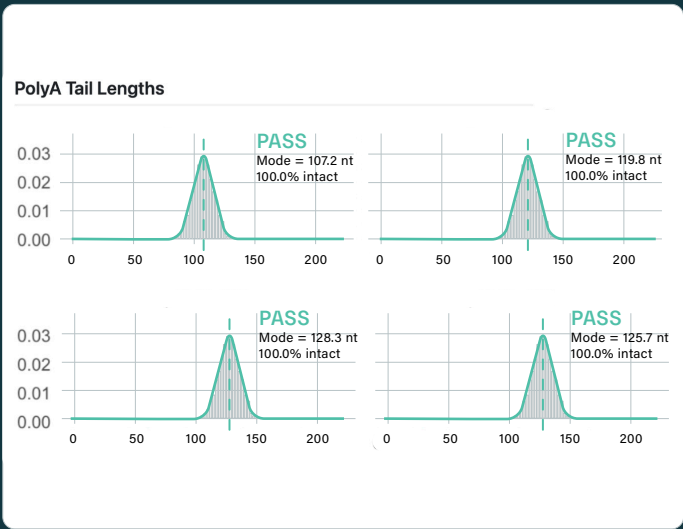 PolyA Tail Lengths
PASS
Mode = 107.2 nt
100.0% intact
0.03
0.02
0.01
0.00
0 50 100 150 200
PASS
Mode = 119.8 nt
100.0% intact
0 50 100 150 200
PASS
Mode = 128.3 nt
100.0% intact
0.03
0.02
0.01
0.00
0 50 100 150 200
PASS
Mode = 125.7 nt
100.0% intact
0 50 100 150 200